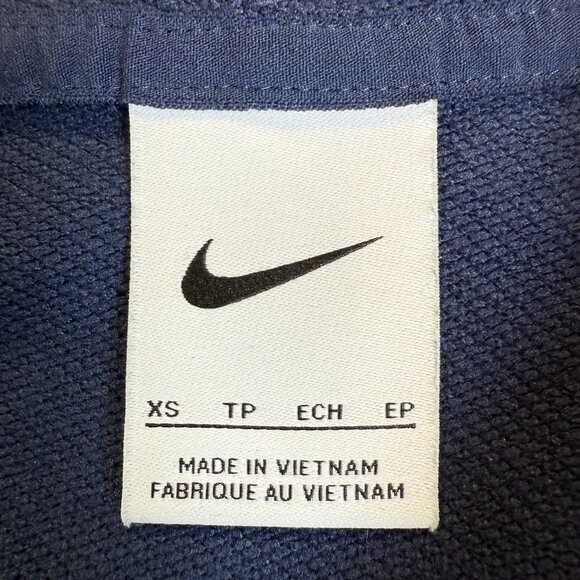 XS TP ECH EP
MADE IN VIETNAM
FABRIQUE AU VIETNAM